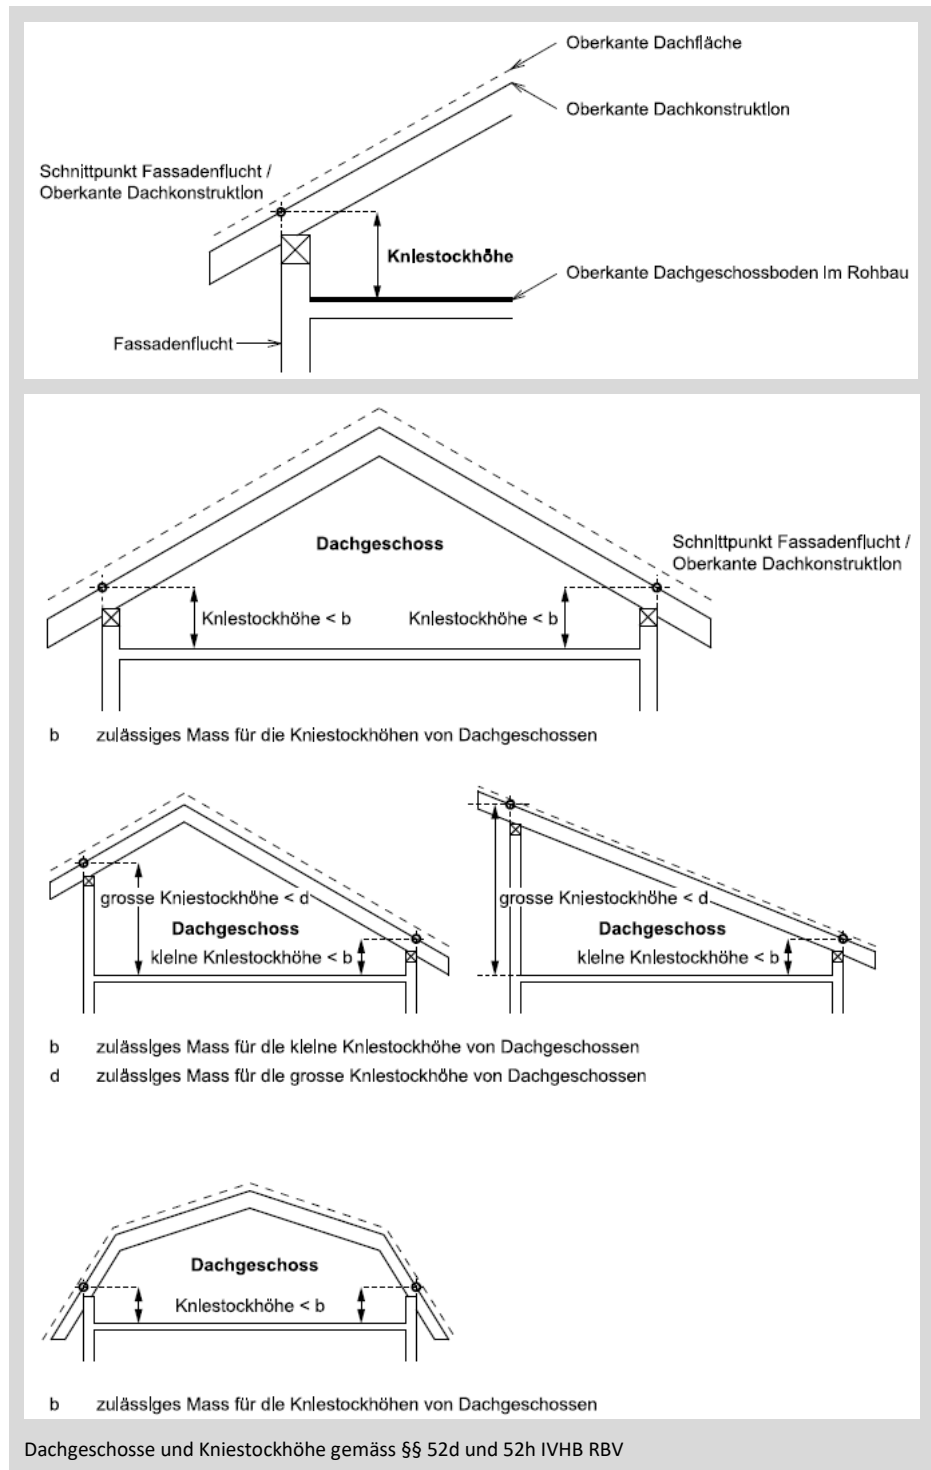 Oberkante Dachfläche
Oberkante Dachkonstruktion
Schnittpunkt Fassadenflucht /
Oberkante Dachkonstruktion
Kniestockhöhe
Oberkante Dachgeschossboden im Rohbau
Fassadenflucht
Dachgeschoss
Schnittpunkt Fassadenflucht /
Oberkante Dachkonstruktion
Kniestockhöhe < b
Kniestockhöhe < b
b zulässiges Mass für die Kniestockhöhen von Dachgeschossen
grosse Kniestockhöhe < d
Dachgeschoss
kleine Kniestockhöhe < b
grosse Kniestockhöhe < d
Dachgeschoss
kleine Kniestockhöhe < b
b zulässiges Mass für die kleine Kniestockhöhe von Dachgeschossen
d zulässiges Mass für die grosse Kniestockhöhe von Dachgeschossen
Dachgeschoss
Kniestockhöhe < b
b zulässiges Mass für die Kniestockhöhen von Dachgeschossen
Dachgeschosse und Kniestockhöhe gemäss §§ 52d und 52h IVHB RBV